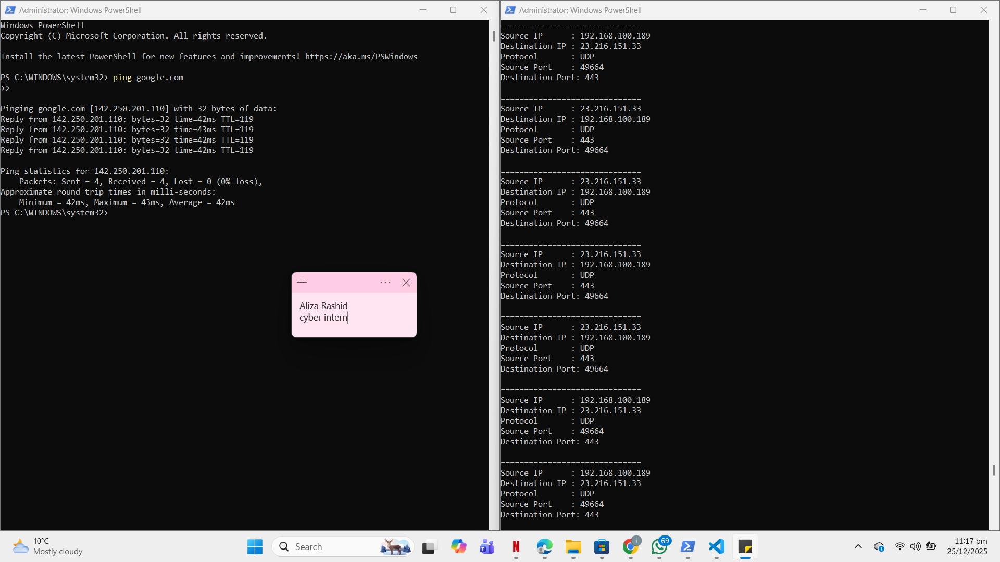 Administrator: Windows PowerShell
Windows PowerShell
Copyright (C) Microsoft Corporation. All rights reserved.
Install the latest PowerShell for new features and improvements! https://aka.ms/PSWindows
PS C:\WINDOWS\system32> ping google.com
>>
Pinging google.com [142.250.201.110] with 32 bytes of data:
Reply from 142.250.201.110: bytes=32 time=42ms TTL=119
Reply from 142.250.201.110: bytes=32 time=43ms TTL=119
Reply from 142.250.201.110: bytes=32 time=42ms TTL=119
Reply from 142.250.201.110: bytes=32 time=42ms TTL=119
Ping statistics for 142.250.201.110:
    Packets: Sent = 4, Received = 4, Lost = 0 (0% loss),
Approximate round trip times in milli-seconds:
    Minimum = 42ms, Maximum = 43ms, Average = 42ms
PS C:\WINDOWS\system32>
Aliza Rashid
cyber intern
Administrator: Windows PowerShell
==============================
Source IP      : 192.168.100.189
Destination IP : 23.216.151.33
Protocol       : UDP
Source Port    : 49664
Destination Port: 443
==============================
Source IP      : 23.216.151.33
Destination IP : 192.168.100.189
Protocol       : UDP
Source Port    : 443
Destination Port: 49664
==============================
Source IP      : 23.216.151.33
Destination IP : 192.168.100.189
Protocol       : UDP
Source Port    : 443
Destination Port: 49664
==============================
Source IP      : 23.216.151.33
Destination IP : 192.168.100.189
Protocol       : UDP
Source Port    : 443
Destination Port: 49664
==============================
Source IP      : 23.216.151.33
Destination IP : 192.168.100.189
Protocol       : UDP
Source Port    : 443
Destination Port: 49664
==============================
Source IP      : 192.168.100.189
Destination IP : 23.216.151.33
Protocol       : UDP
Source Port    : 49664
Destination Port: 443
==============================
Source IP      : 192.168.100.189
Destination IP : 23.216.151.33
Protocol       : UDP
Source Port    : 49664
Destination Port: 443
10°C
Mostly cloudy
Search
69
11:17 pm
25/12/2025